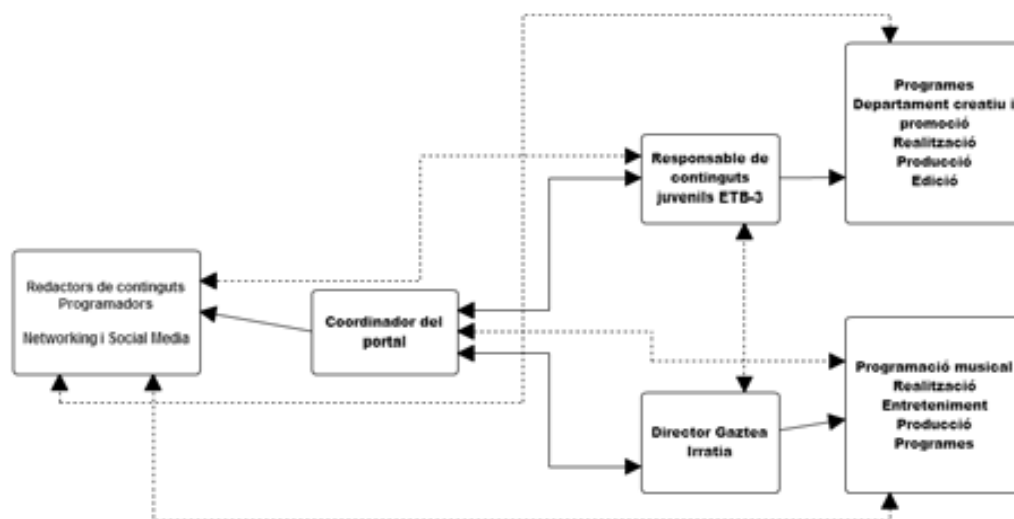 Redactors de continguts
Programadors
Networking i Social Media
Coordinador del
portal
Responsable de
continguts
juvenils ETB-3
Director Gaztea
Irratia
Programes
Departament creatiu i
promoció
Realització
Producció
Edició
Programació musical
Realització
Entreteniment
Producció
Programes